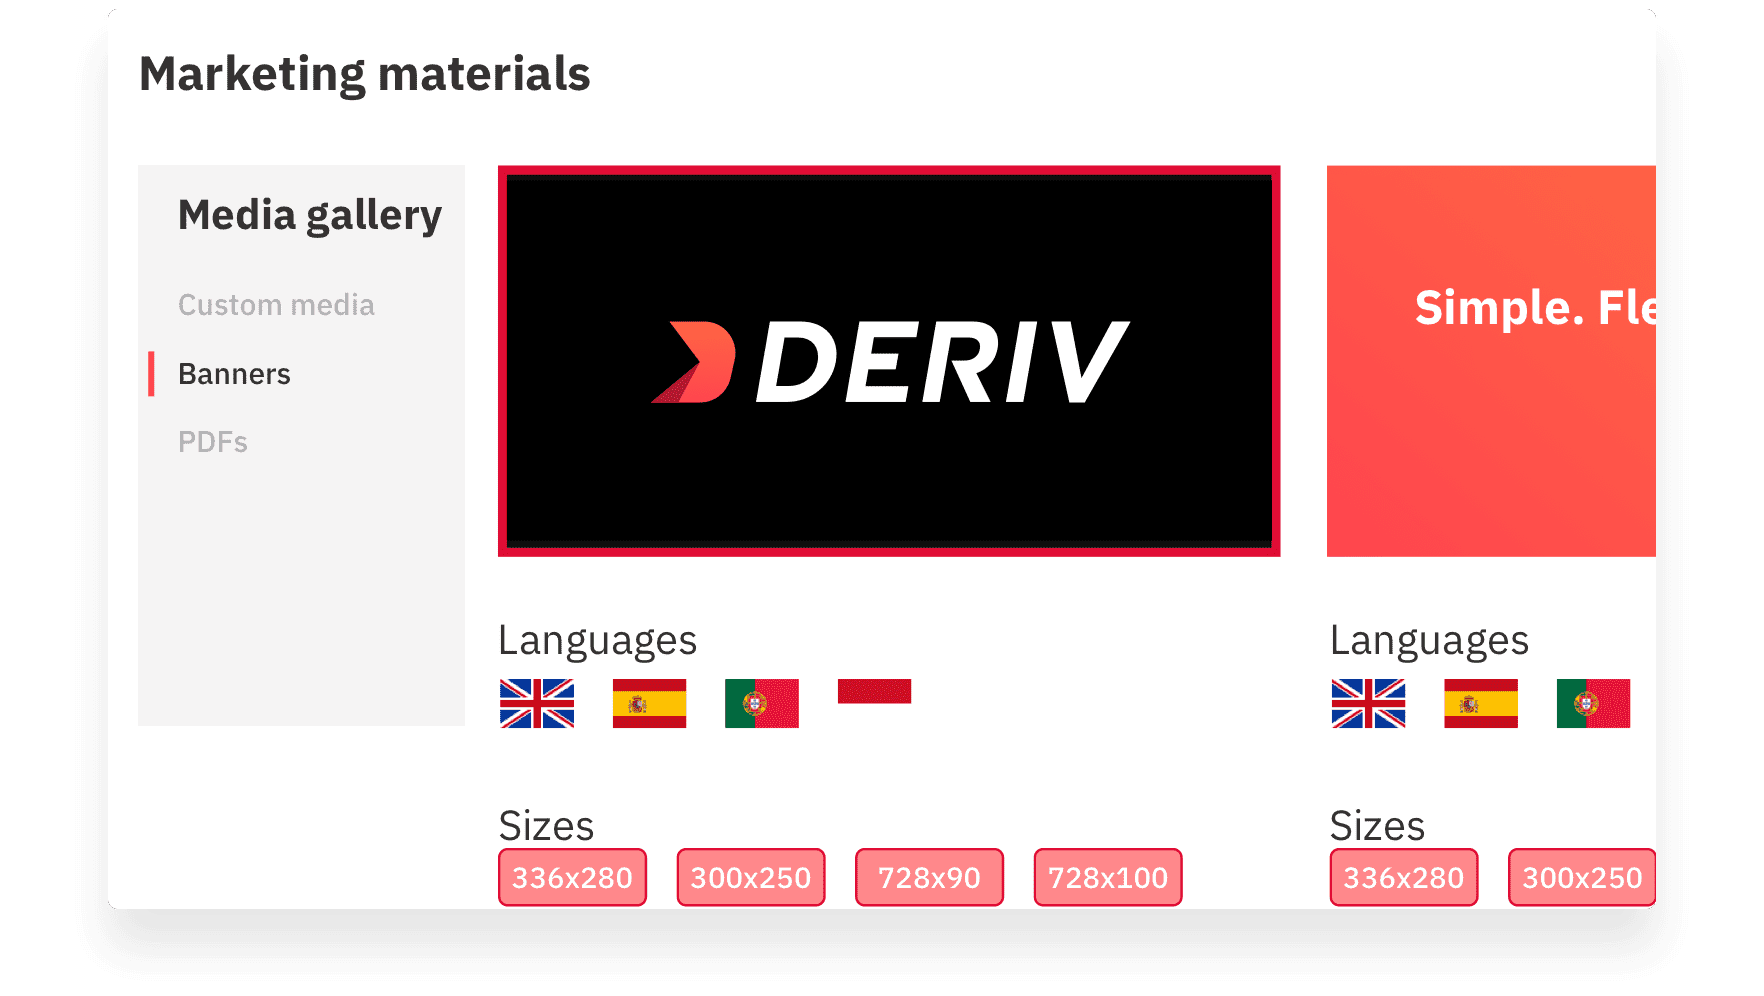 Marketing materials
Media gallery
Custom media
Banners
PDFs
DERIV
Languages
Sizes
336x280 300x250 728x90 728x100
Simple. Fle
Languages
Sizes
336x280 300x250